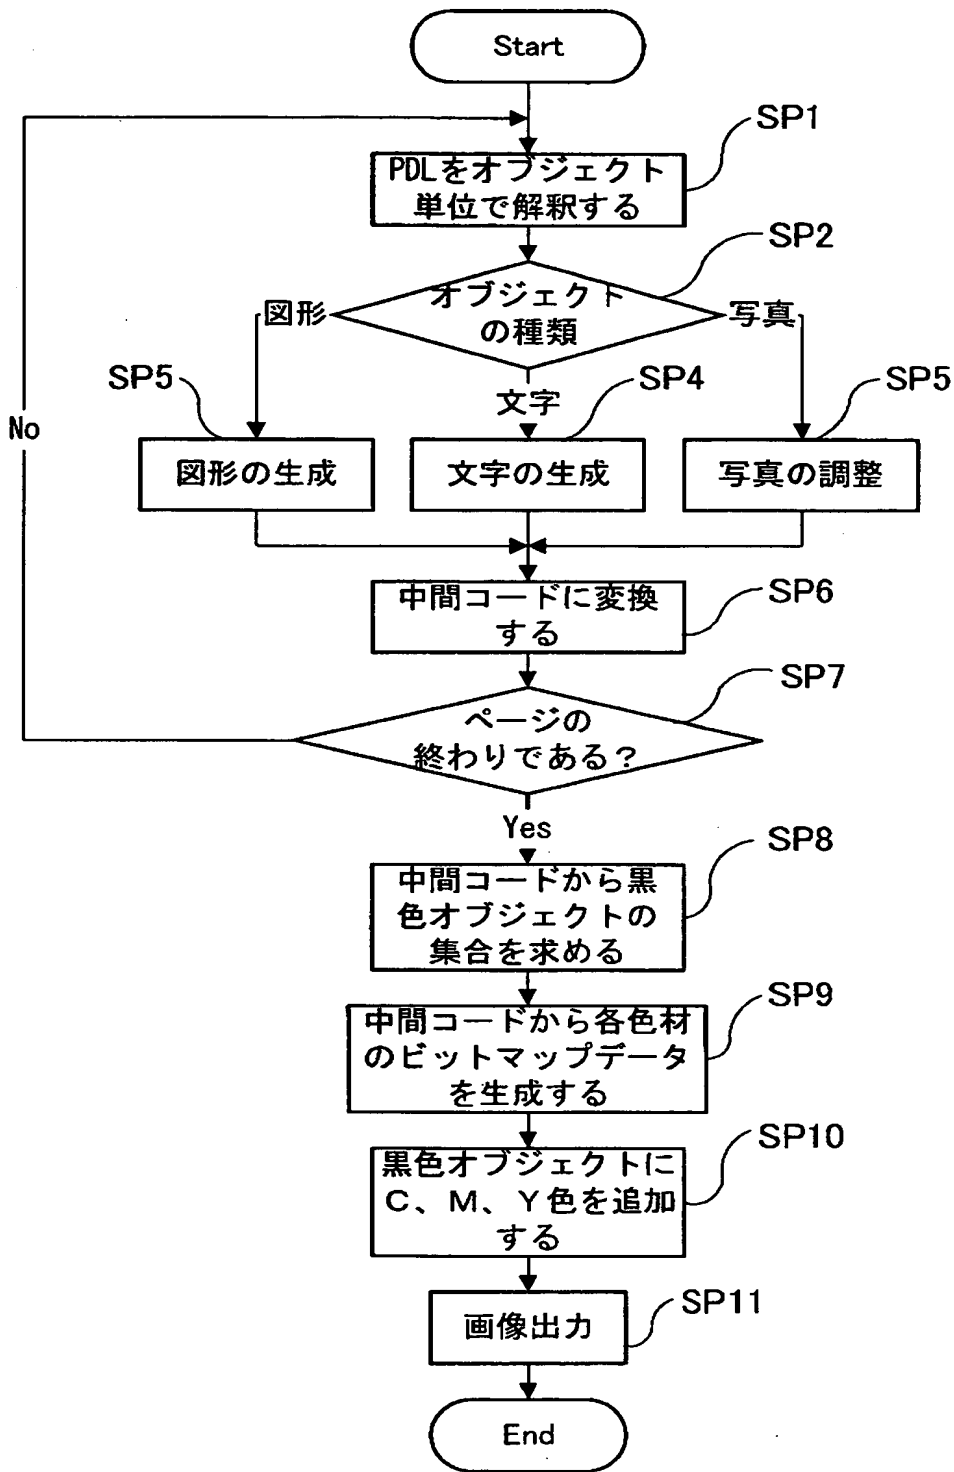 Start
SP1
PDLをオブジェクト
単位で解釈する
SP2
オブジェクト
の種類
図形
写真
文字
SP5
SP4
SP5
図形の生成
文字の生成
写真の調整
No
中間コードに変換
する
SP6
SP7
ページの
終わりである？
Yes
SP8
中間コードから黒
色オブジェクトの
集合を求める
SP9
中間コードから各色材
のビットマップデータ
を生成する
SP10
黒色オブジェクトに
C、M、Y色を追加
する
SP11
画像出力
End